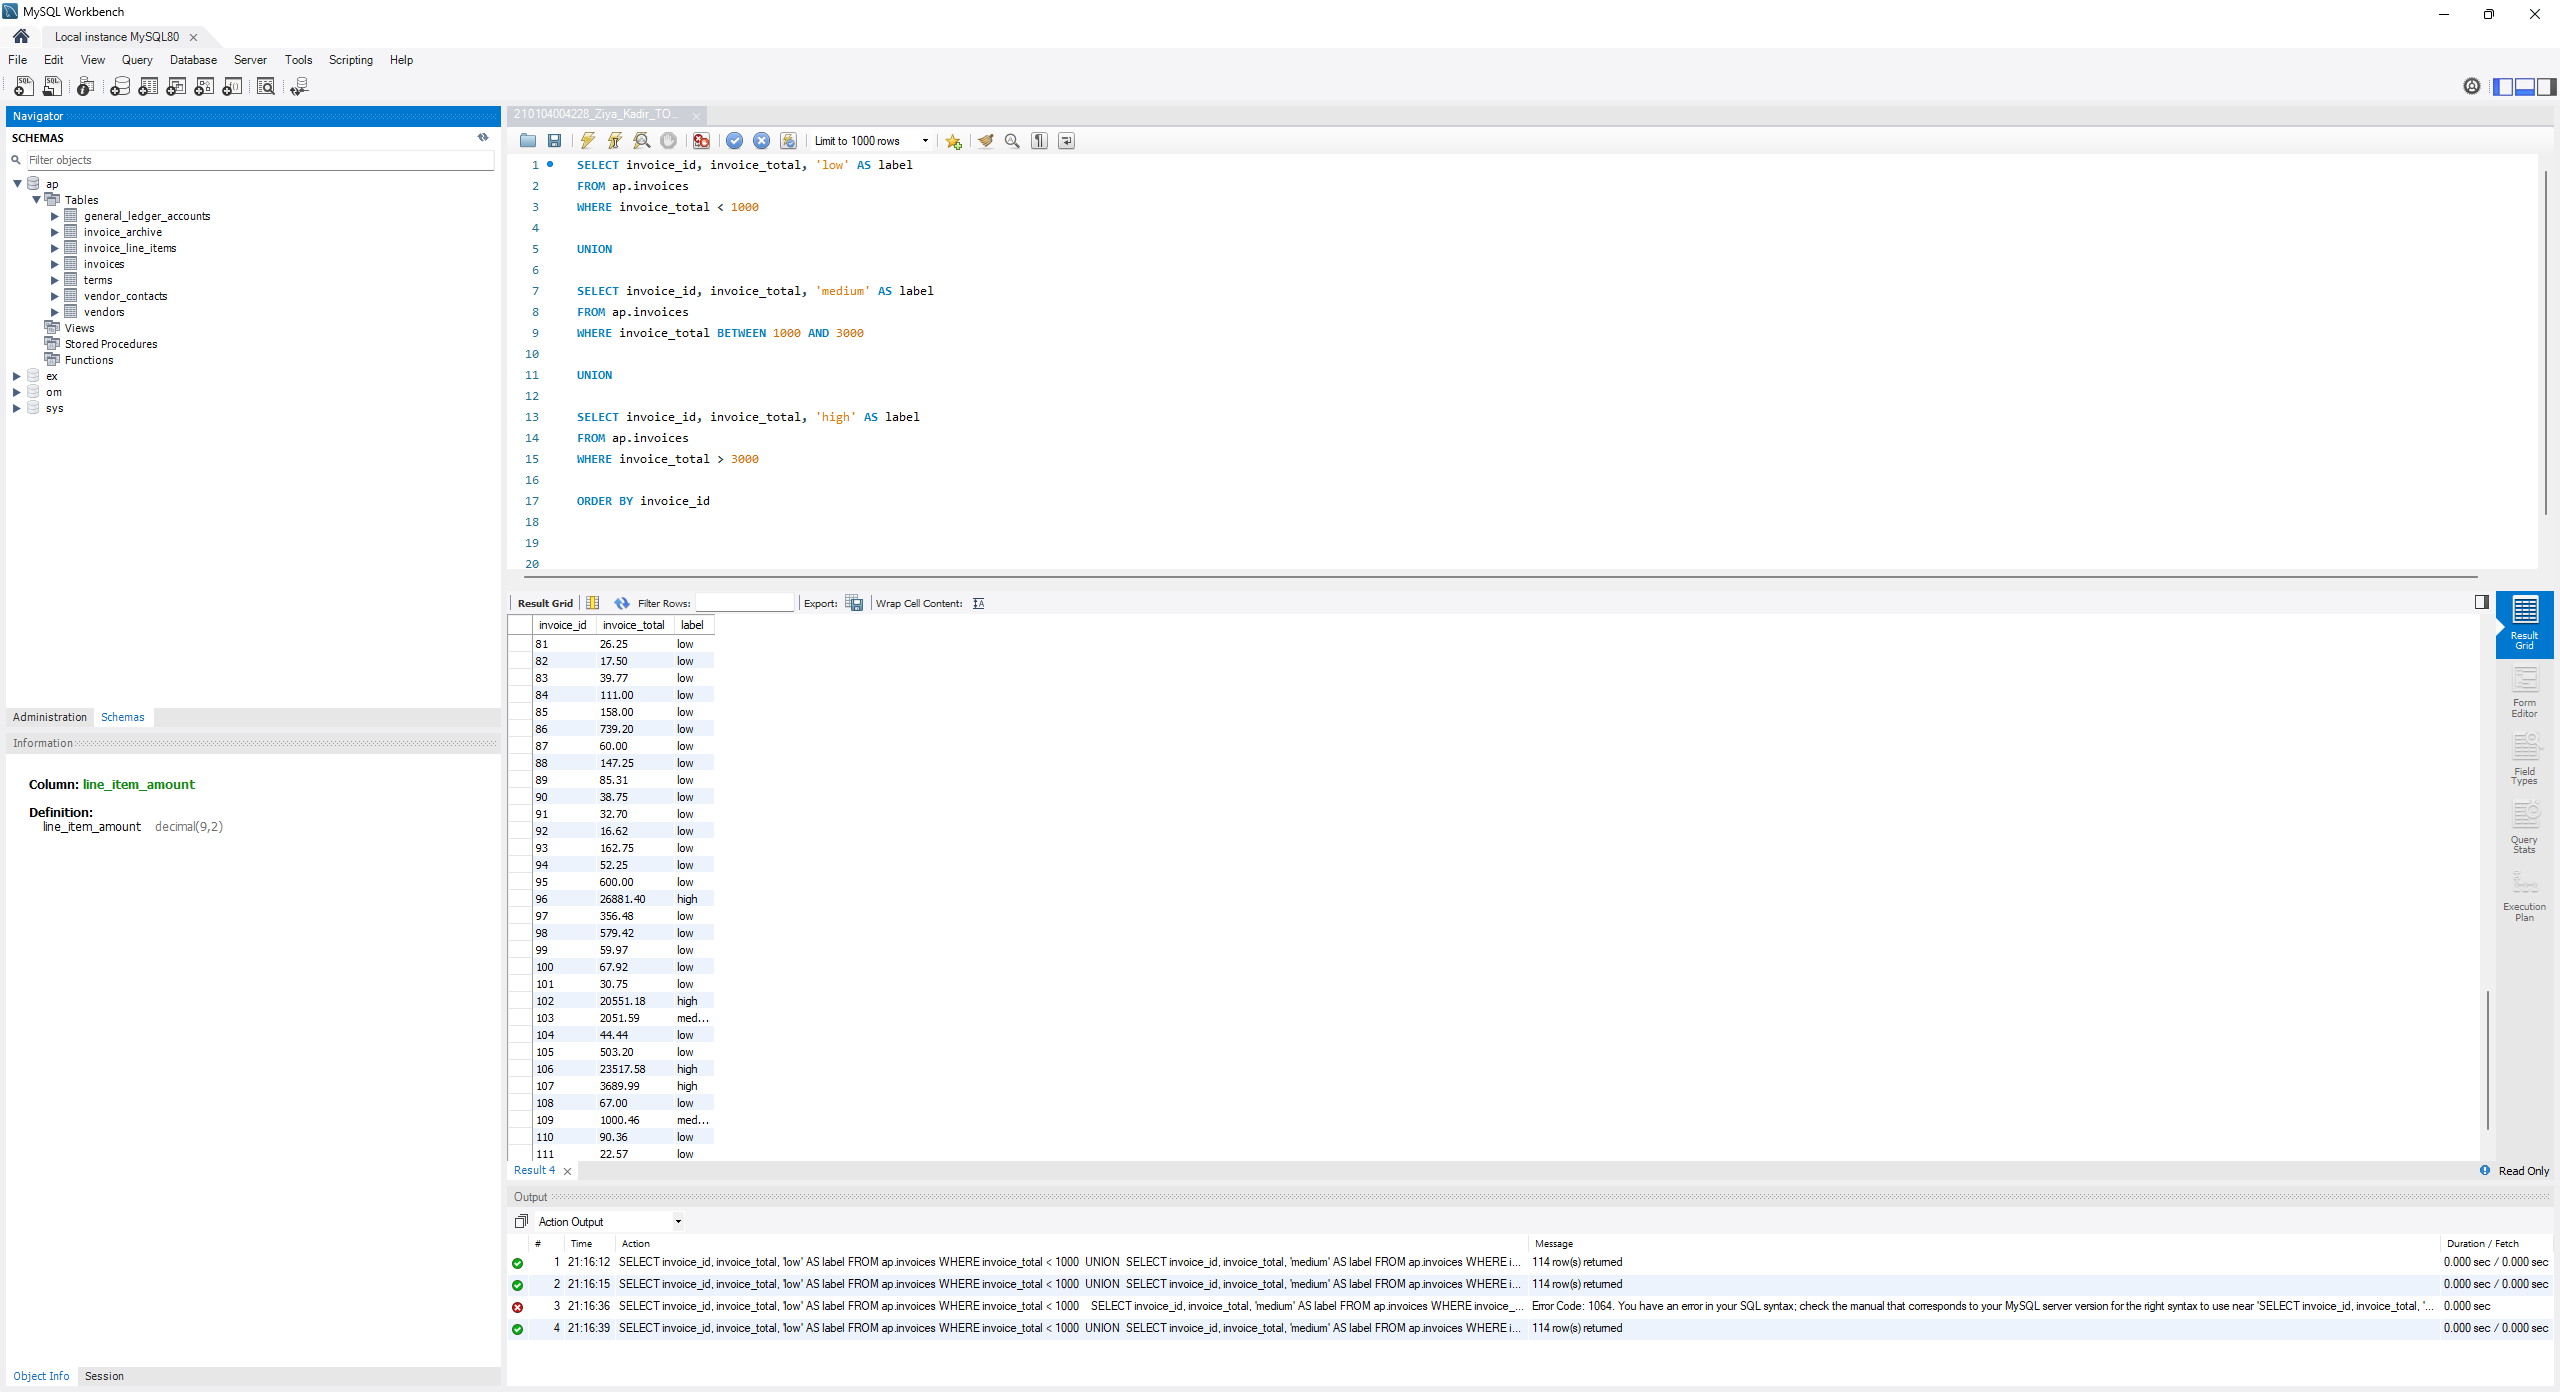 MySQL Workbench
Local instance MySQL80
File Edit View Query Database Server Tools Scripting Help
Navigator
SCHEMAS
Filter objects
ap
Tables
general_ledger_accounts
invoice_archive
invoice_line_items
invoices
terms
vendor_contacts
vendors
Views
Stored Procedures
Functions
ex
om
sys
Administration Schemas
Information
Column: line_item_amount
Definition:
line_item_amount decimal(9,2)
Object Info Session
210104004228_Ziya_Kadir_TO...
Limit to 1000 rows
1 SELECT invoice_id, invoice_total, 'low' AS label
2 FROM ap.invoices
3 WHERE invoice_total < 1000
4
5 UNION
6
7 SELECT invoice_id, invoice_total, 'medium' AS label
8 FROM ap.invoices
9 WHERE invoice_total BETWEEN 1000 AND 3000
10
11 UNION
12
13 SELECT invoice_id, invoice_total, 'high' AS label
14 FROM ap.invoices
15 WHERE invoice_total > 3000
16
17 ORDER BY invoice_id
18
19
20
Result Grid Filter Rows: Export: Wrap Cell Content:
invoice_id invoice_total label
81 26.25 low
82 17.50 low
83 39.77 low
84 111.00 low
85 158.00 low
86 739.20 low
87 60.00 low
88 147.25 low
89 85.31 low
90 38.75 low
91 32.70 low
92 16.62 low
93 162.75 low
94 52.25 low
95 600.00 low
96 26881.40 high
97 356.48 low
98 579.42 low
99 59.97 low
100 67.92 low
101 30.75 low
102 20551.18 high
103 2051.59 med...
104 44.44 low
105 503.20 low
106 23517.58 high
107 3689.99 high
108 67.00 low
109 1000.46 med...
110 90.36 low
111 22.57 low
Result Grid
Form Editor
Field Types
Query Stats
Execution Plan
Result 4
Read Only
Output
Action Output
# Time Action Message Duration / Fetch
1 21:16:12 SELECT invoice_id, invoice_total, 'low' AS label FROM ap.invoices WHERE invoice_total < 1000 UNION SELECT invoice_id, invoice_total, 'medium' AS label FROM ap.invoices WHERE i... 114 row(s) returned 0.000 sec / 0.000 sec
2 21:16:15 SELECT invoice_id, invoice_total, 'low' AS label FROM ap.invoices WHERE invoice_total < 1000 UNION SELECT invoice_id, invoice_total, 'medium' AS label FROM ap.invoices WHERE i... 114 row(s) returned 0.000 sec / 0.000 sec
3 21:16:36 SELECT invoice_id, invoice_total, 'low' AS label FROM ap.invoices WHERE invoice_total < 1000 SELECT invoice_id, invoice_total, 'medium' AS label FROM ap.invoices WHERE invoice_... Error Code: 1064. You have an error in your SQL syntax; check the manual that corresponds to your MySQL server version for the right syntax to use near 'SELECT invoice_id, invoice_total, '... 0.000 sec
4 21:16:39 SELECT invoice_id, invoice_total, 'low' AS label FROM ap.invoices WHERE invoice_total < 1000 UNION SELECT invoice_id, invoice_total, 'medium' AS label FROM ap.invoices WHERE i... 114 row(s) returned 0.000 sec / 0.000 sec